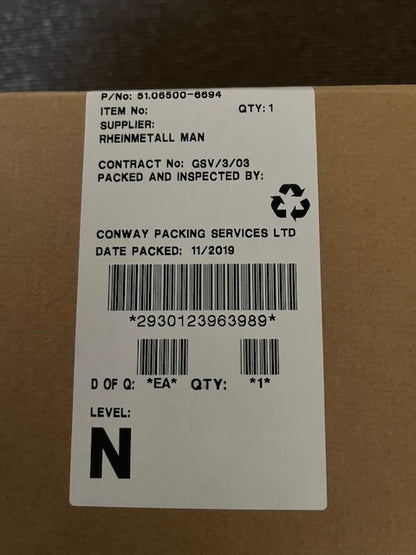 P/No: 51.06500-6694
ITEM No: QTY: 1
SUPPLIER:
RHEINMETALL MAN
CONTRACT No: GSV/3/03
PACKED AND INSPECTED BY:
CONWAY PACKING SERVICES LTD
DATE PACKED: 11/2019
*2930123963989*
D OF Q: *EA* QTY: *1*
LEVEL:
N